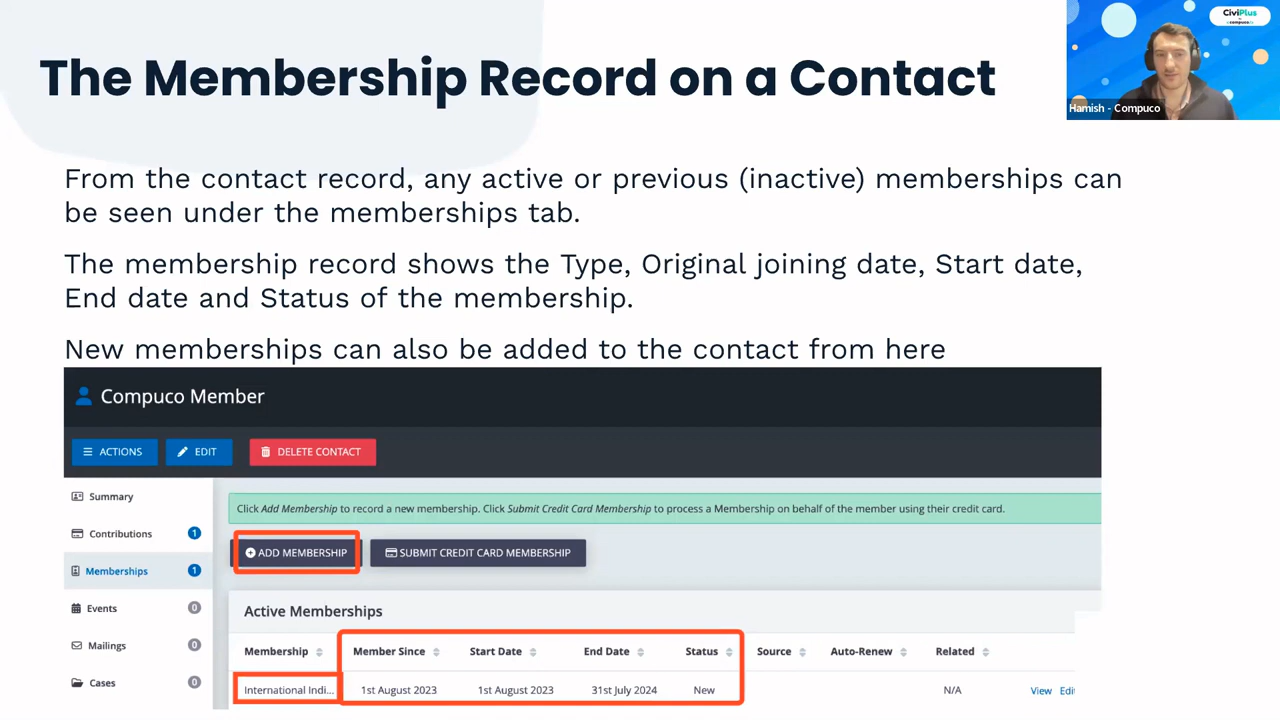 The Membership Record on a Contact
CiviPlus
by
compuco
Hamish - Compuco
From the contact record, any active or previous (inactive) memberships can
be seen under the memberships tab.
The membership record shows the Type, Original joining date, Start date,
End date and Status of the membership.
New memberships can also be added to the contact from here
Compuco Member
ACTIONS EDIT DELETE CONTACT
Summary
Contributions 1
Memberships 1
Events 0
Mailings 0
Cases 0
Click Add Membership to record a new membership. Click Submit Credit Card Membership to process a Membership on behalf of the member using their credit card.
ADD MEMBERSHIP SUBMIT CREDIT CARD MEMBERSHIP
Active Memberships
Membership Member Since Start Date End Date Status Source Auto-Renew Related
International Indi... 1st August 2023 1st August 2023 31st July 2024 New N/A View Edi